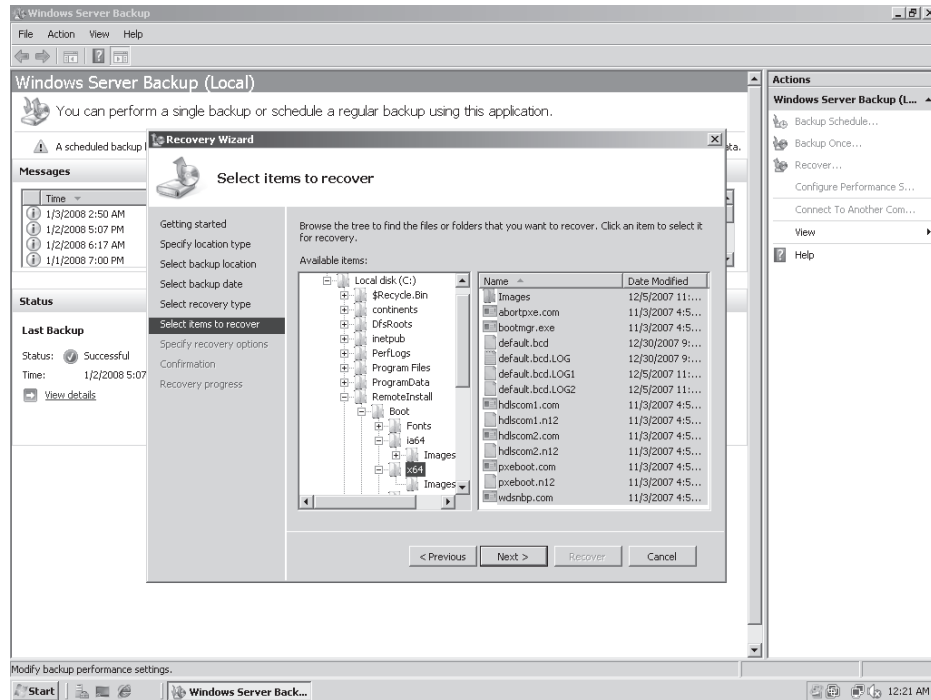 Windows Server Backup
File Action View Help
Windows Server Backup (Local)
You can perform a single backup or schedule a regular backup using this application.
A scheduled backup
ata.
Messages
Time
1/3/2008 2:50 AM
1/2/2008 5:07 PM
1/2/2008 6:17 AM
1/1/2008 7:00 PM
Status
Last Backup
Status: Successful
Time: 1/2/2008 5:07
View details
Recovery Wizard
Select items to recover
Getting started
Specify location type
Select backup location
Select backup date
Select recovery type
Select items to recover
Specify recovery options
Confirmation
Recovery progress
Browse the tree to find the files or folders that you want to recover. Click an item to select it
for recovery.
Available items:
Local disk (C:)
$Recycle.Bin
continents
DfsRoots
inetpub
PerfLogs
Program Files
ProgramData
RemoteInstall
Boot
Fonts
ia64
Images
x64
Images
Name Date Modified
Images 12/5/2007 11:...
abortpxe.com 11/3/2007 4:5...
bootmgr.exe 11/3/2007 4:5...
default.bcd 12/30/2007 9:...
default.bcd.LOG 12/30/2007 9:...
default.bcd.LOG1 12/5/2007 11:...
default.bcd.LOG2 12/5/2007 11:...
hdlscom1.com 11/3/2007 4:5...
hdlscom1.n12 11/3/2007 4:5...
hdlscom2.com 11/3/2007 4:5...
hdlscom2.n12 11/3/2007 4:5...
pxeboot.com 11/3/2007 4:5...
pxeboot.n12 11/3/2007 4:5...
wdsnbp.com 11/3/2007 4:5...
< Previous Next > Recover Cancel
Actions
Windows Server Backup (L...
Backup Schedule...
Backup Once...
Recover...
Configure Performance S...
Connect To Another Com...
View
Help
Modify backup performance settings.
Start Windows Server Back... 12:21 AM